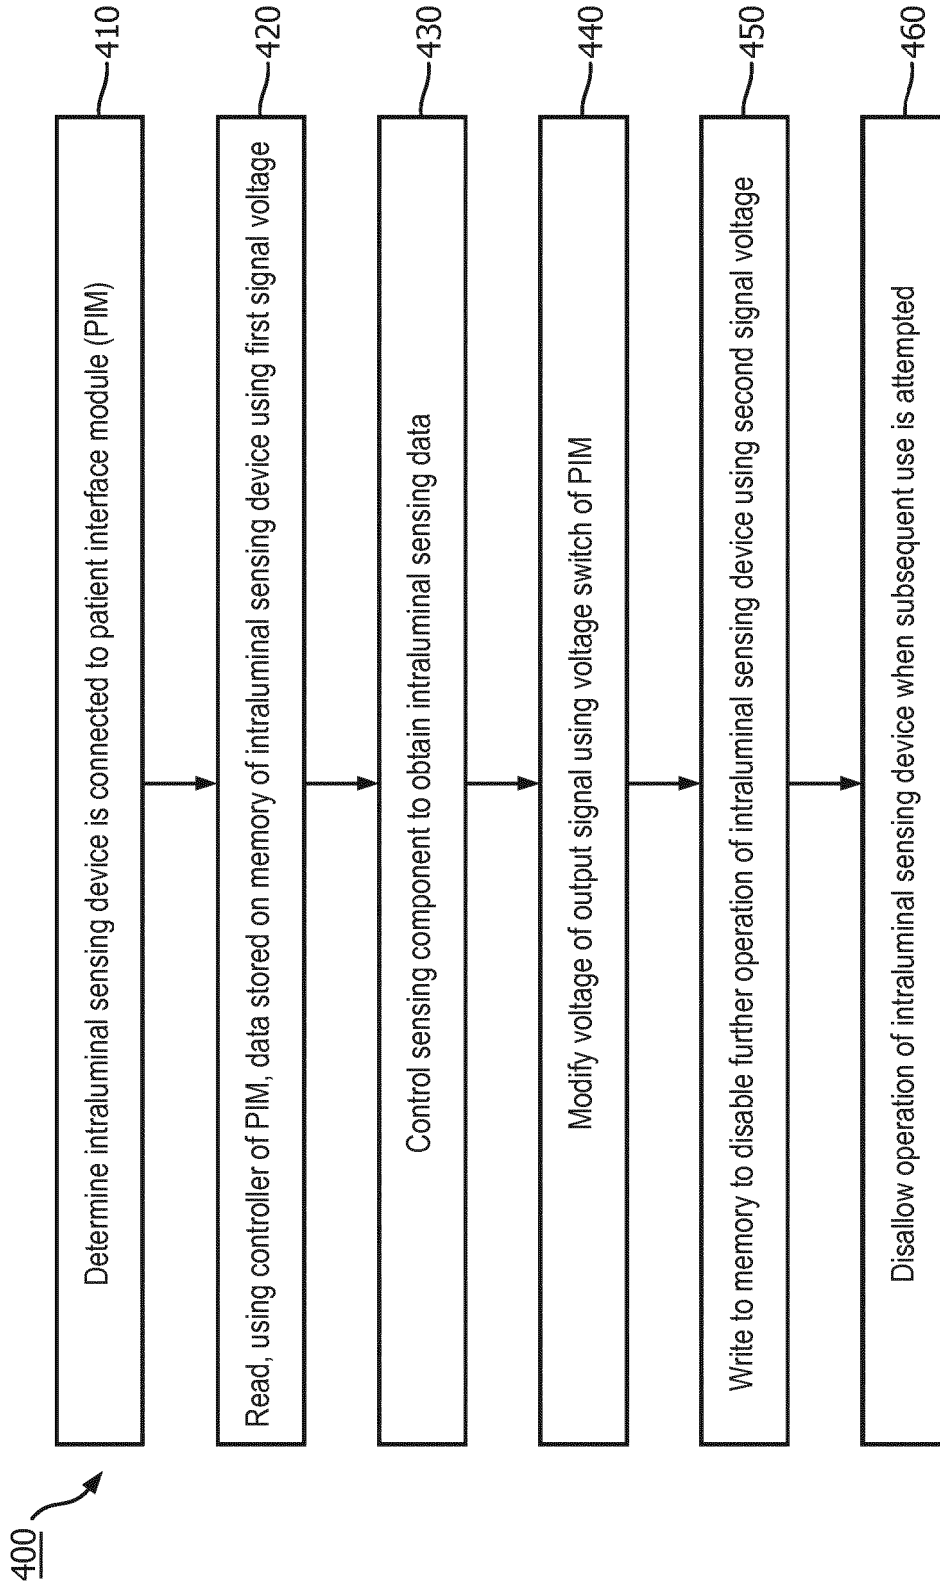 400
Determine intraluminal sensing device is connected to patient interface module (PIM)
410
Read, using controller of PIM, data stored on memory of intraluminal sensing device using first signal voltage
420
Control sensing component to obtain intraluminal sensing data
430
Modify voltage of output signal using voltage switch of PIM
440
Write to memory to disable further operation of intraluminal sensing device using second signal voltage
450
Disallow operation of intraluminal sensing device when subsequent use is attempted
460